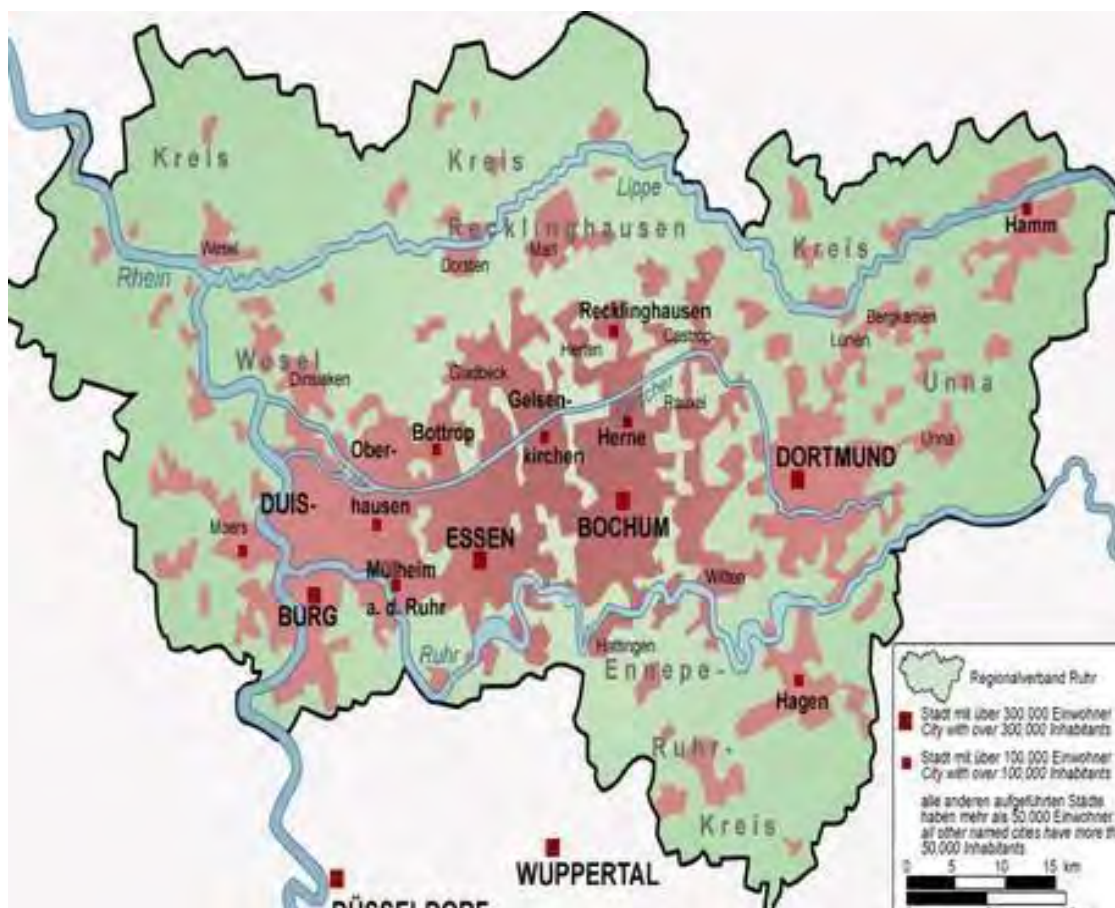 Kreis
Kreis
Lippe
Recklinghausen
Hamm
Kreis
Wesel
Marl
Dorsten
Rhein
Recklinghausen
Bergkamen
Castrop-
Lünen
Herten
Wesel
Dinslaken
Gladbeck
Unna
Gelsen-
Rauxel
Bottrop
Herne
Unna
Ober-
kirchen
DORTMUND
DUIS-
hausen
BOCHUM
Moers
ESSEN
Mülheim
Witten
BURG
a. d. Ruhr
Hattingen
Ruhr
Ennepe-
Hagen
Ruhr-
Kreis
WUPPERTAL
DÜSSELDORF
Regionalverband Ruhr
Stadt mit über 300.000 Einwohner
City with over 300,000 Inhabitants
Stadt mit über 100.000 Einwohner
City with over 100,000 Inhabitants
alle anderen aufgeführten Städte
haben mehr als 50.000 Einwohner
all other named cities have more th
50,000 Inhabitants
0 5 10 15 km